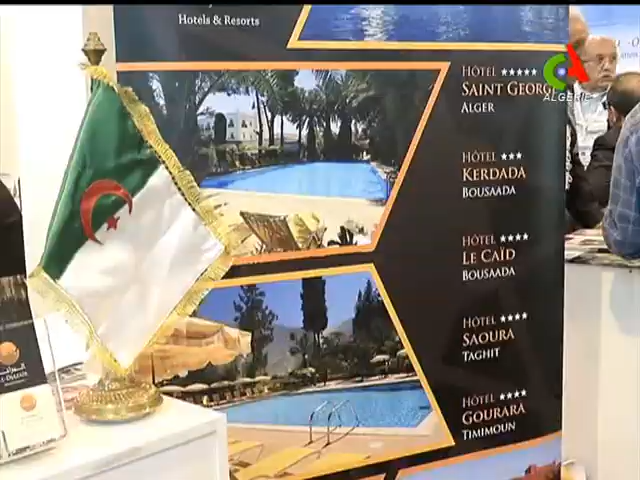 Hotels & Resorts
HÔTEL ★★★★★
SAINT GEORGE
ALGER
HÔTEL ★★★
KERDADA
BOUSAADA
HÔTEL ★★★★
LE CAÏD
BOUSAADA
HÔTEL ★★★★
SAOURA
TAGHIT
HÔTEL ★★★★
GOURARA
TIMIMOUN
ALGERIE